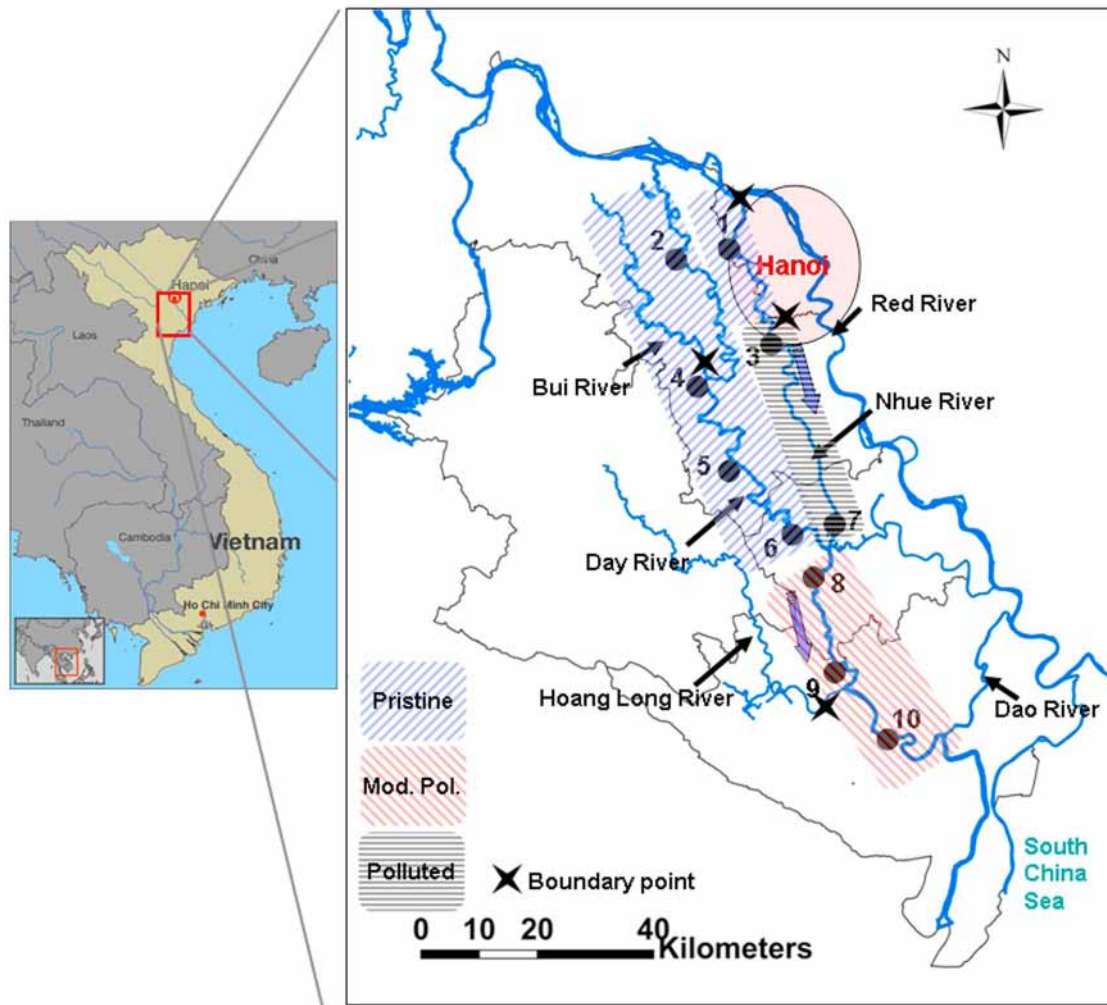 China
Hanoi
Laos
Thailand
Cambodia
Vietnam
Ho Chi Minh City
N
1
2
Hanoi
Red River
3
Bui River
4
Nhue River
5
7
6
Day River
8
9
Hoang Long River
10
Dao River
Pristine
Mod. Pol.
Polluted
Boundary point
South
China
Sea
0 10 20 40
Kilometers